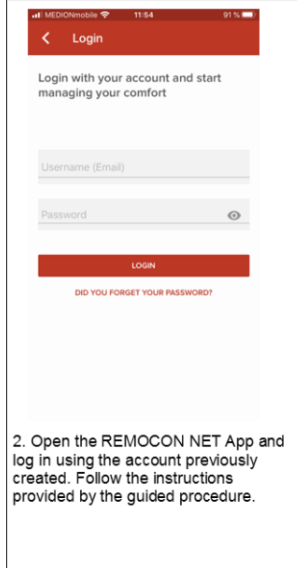 MEDIONmobile 11:54 91 %
Login
Login with your account and start
managing your comfort
Username (Email)
Password
LOGIN
DID YOU FORGET YOUR PASSWORD?
2. Open the REMOCON NET App and
log in using the account previously
created. Follow the instructions
provided by the guided procedure.